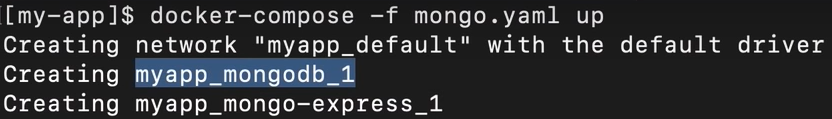 [[my-app]$ docker-compose -f mongo.yaml up
Creating network "myapp_default" with the default driver
Creating myapp_mongodb_1
Creating myapp_mongo-express_1